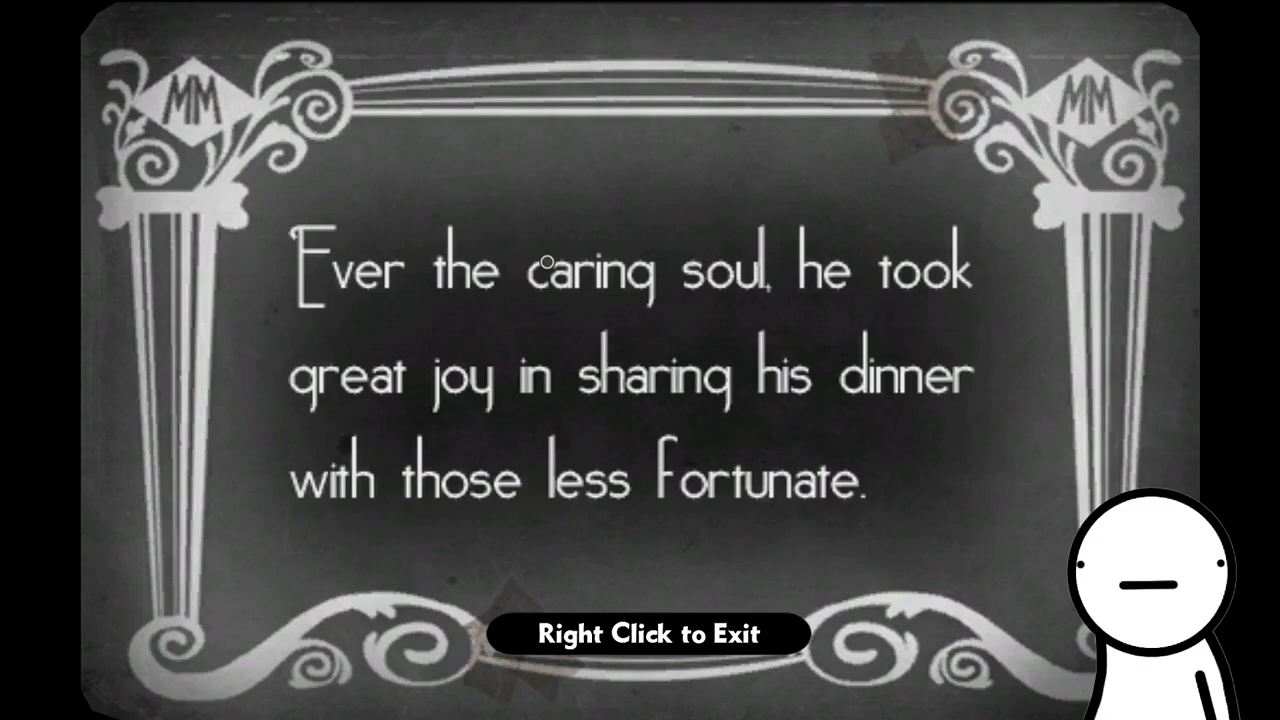 MM MM
Ever the caring soul, he took
great joy in sharing his dinner
with those less fortunate.
Right Click to Exit